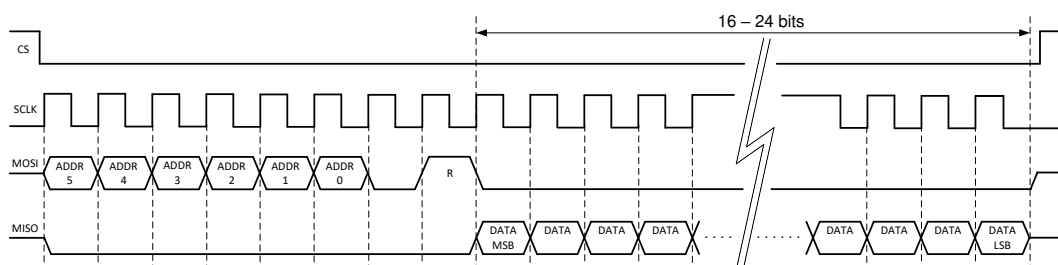 16 – 24 bits
CS
SCLK
MOSI
ADDR 5
ADDR 4
ADDR 3
ADDR 2
ADDR 1
ADDR 0
R
MISO
DATA MSB
DATA
DATA
DATA
DATA
DATA
DATA
DATA LSB